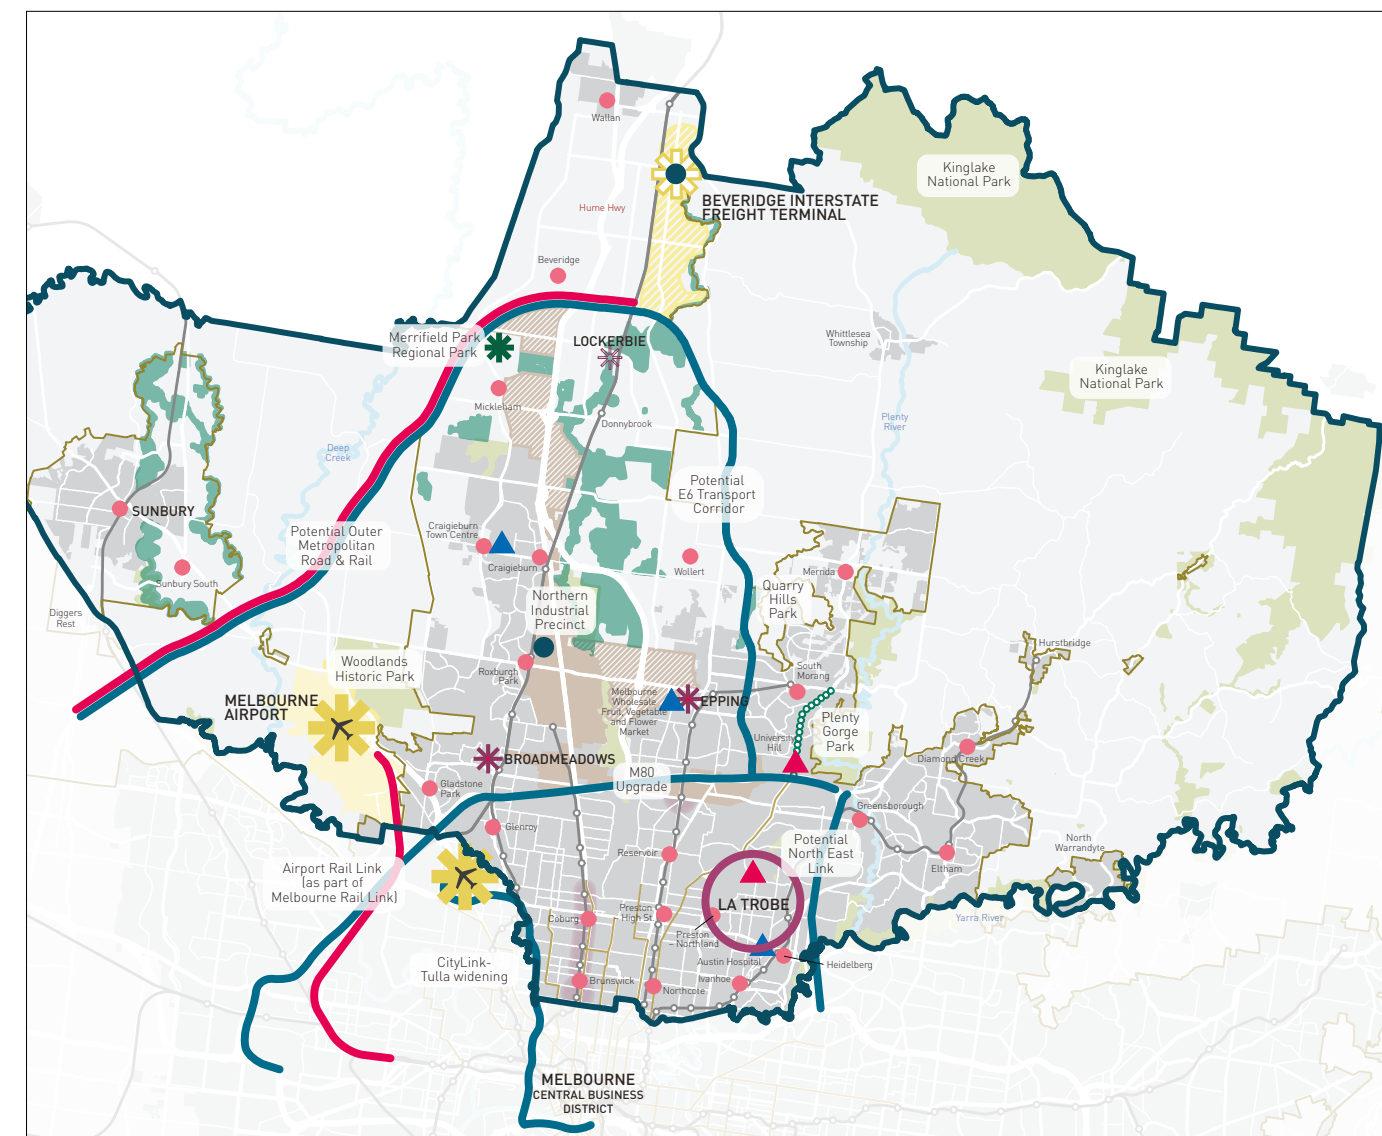 Wallan
Kinglake
National Park
BEVERIDGE INTERSTATE
FREIGHT TERMINAL
Hume Hwy
Beveridge
Merrifield Park
Regional Park
LOCKERBIE
Whittlesea
Township
Kinglake
National Park
Mickleham
Donnybrook
Plenty
River
Deep
Creek
Potential
E6 Transport
Corridor
SUNBURY
Craigieburn
Town Centre
Potential Outer
Metropolitan
Road & Rail
Craigieburn
Wollert
Mernda
Sunbury South
Quarry
Hills
Park
Northern
Industrial
Precinct
Diggers
Rest
Hurstbridge
Woodlands
Historic Park
Roxburgh
Park
South
Morang
MELBOURNE
AIRPORT
Melbourne
Wholesale
Fruit, Vegetable
and Flower
Market
EPPING
Plenty
Gorge
Park
University
Hill
BROADMEADOWS
Diamond Creek
M80
Upgrade
Gladstone
Park
Greensborough
Glenroy
Potential
North East
Link
North
Warrandyte
Reservoir
Eltham
Airport Rail Link
(as part of
Melbourne Rail Link)
LA TROBE
Preston
High St.
Coburg
Yarra River
Preston
– Northland
CityLink-
Tulla widening
Austin Hospital
Heidelberg
Brunswick
Ivanhoe
Northcote
MELBOURNE
CENTRAL BUSINESS
DISTRICT